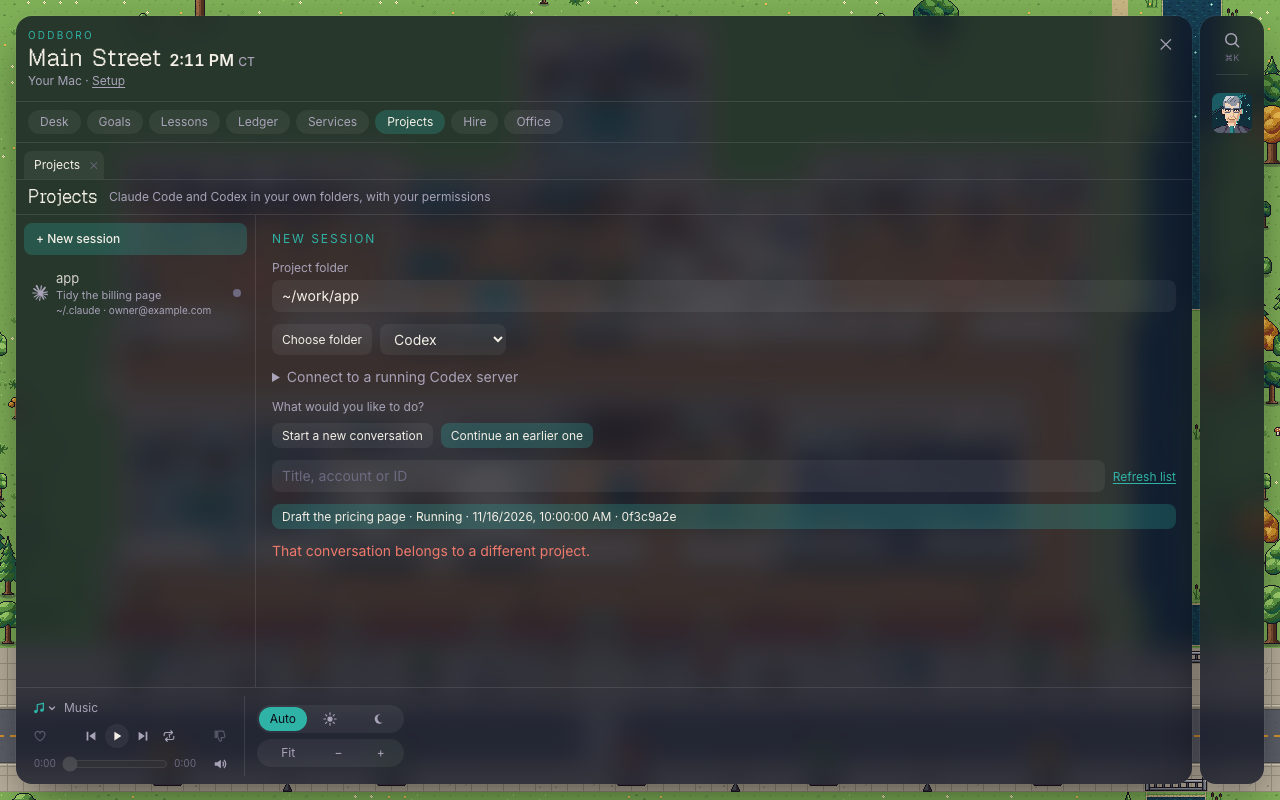 ODDBORO
Main Street 2:11 PM CT
Your Mac · Setup
⌘K
Desk Goals Lessons Ledger Services Projects Hire Office
Projects ×
Projects Claude Code and Codex in your own folders, with your permissions
+ New session
app
Tidy the billing page
~/.claude · owner@example.com
NEW SESSION
Project folder
~/work/app
Choose folder Codex
Connect to a running Codex server
What would you like to do?
Start a new conversation Continue an earlier one
Title, account or ID Refresh list
Draft the pricing page · Running · 11/16/2026, 10:00:00 AM · 0f3c9a2e
That conversation belongs to a different project.
Music
0:00 0:00
Auto
Fit − +